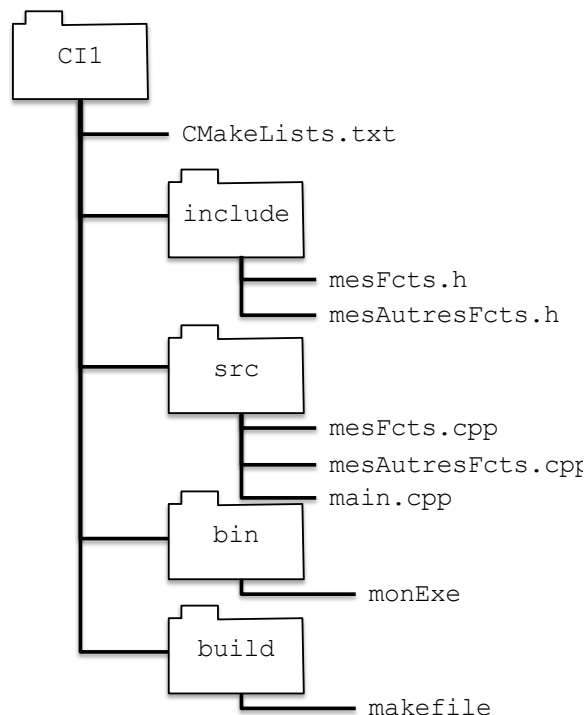 CI1
CMakeLists.txt
include
mesFcts.h
mesAutresFcts.h
src
mesFcts.cpp
mesAutresFcts.cpp
main.cpp
bin
monExe
build
makefile